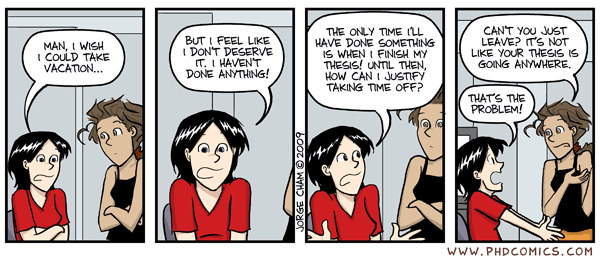 MAN, I WISH
I COULD TAKE
VACATION...
BUT I FEEL LIKE
I DON'T DESERVE
IT. I HAVEN'T
DONE ANYTHING!
JORGE CHAM © 2009
THE ONLY TIME I'LL
HAVE DONE SOMETHING
IS WHEN I FINISH MY
THESIS! UNTIL THEN,
HOW CAN I JUSTIFY
TAKING TIME OFF?
CAN'T YOU JUST
LEAVE? IT'S NOT
LIKE YOUR THESIS IS
GOING ANYWHERE.
THAT'S THE
PROBLEM!
WWW.PHDCOMICS.COM